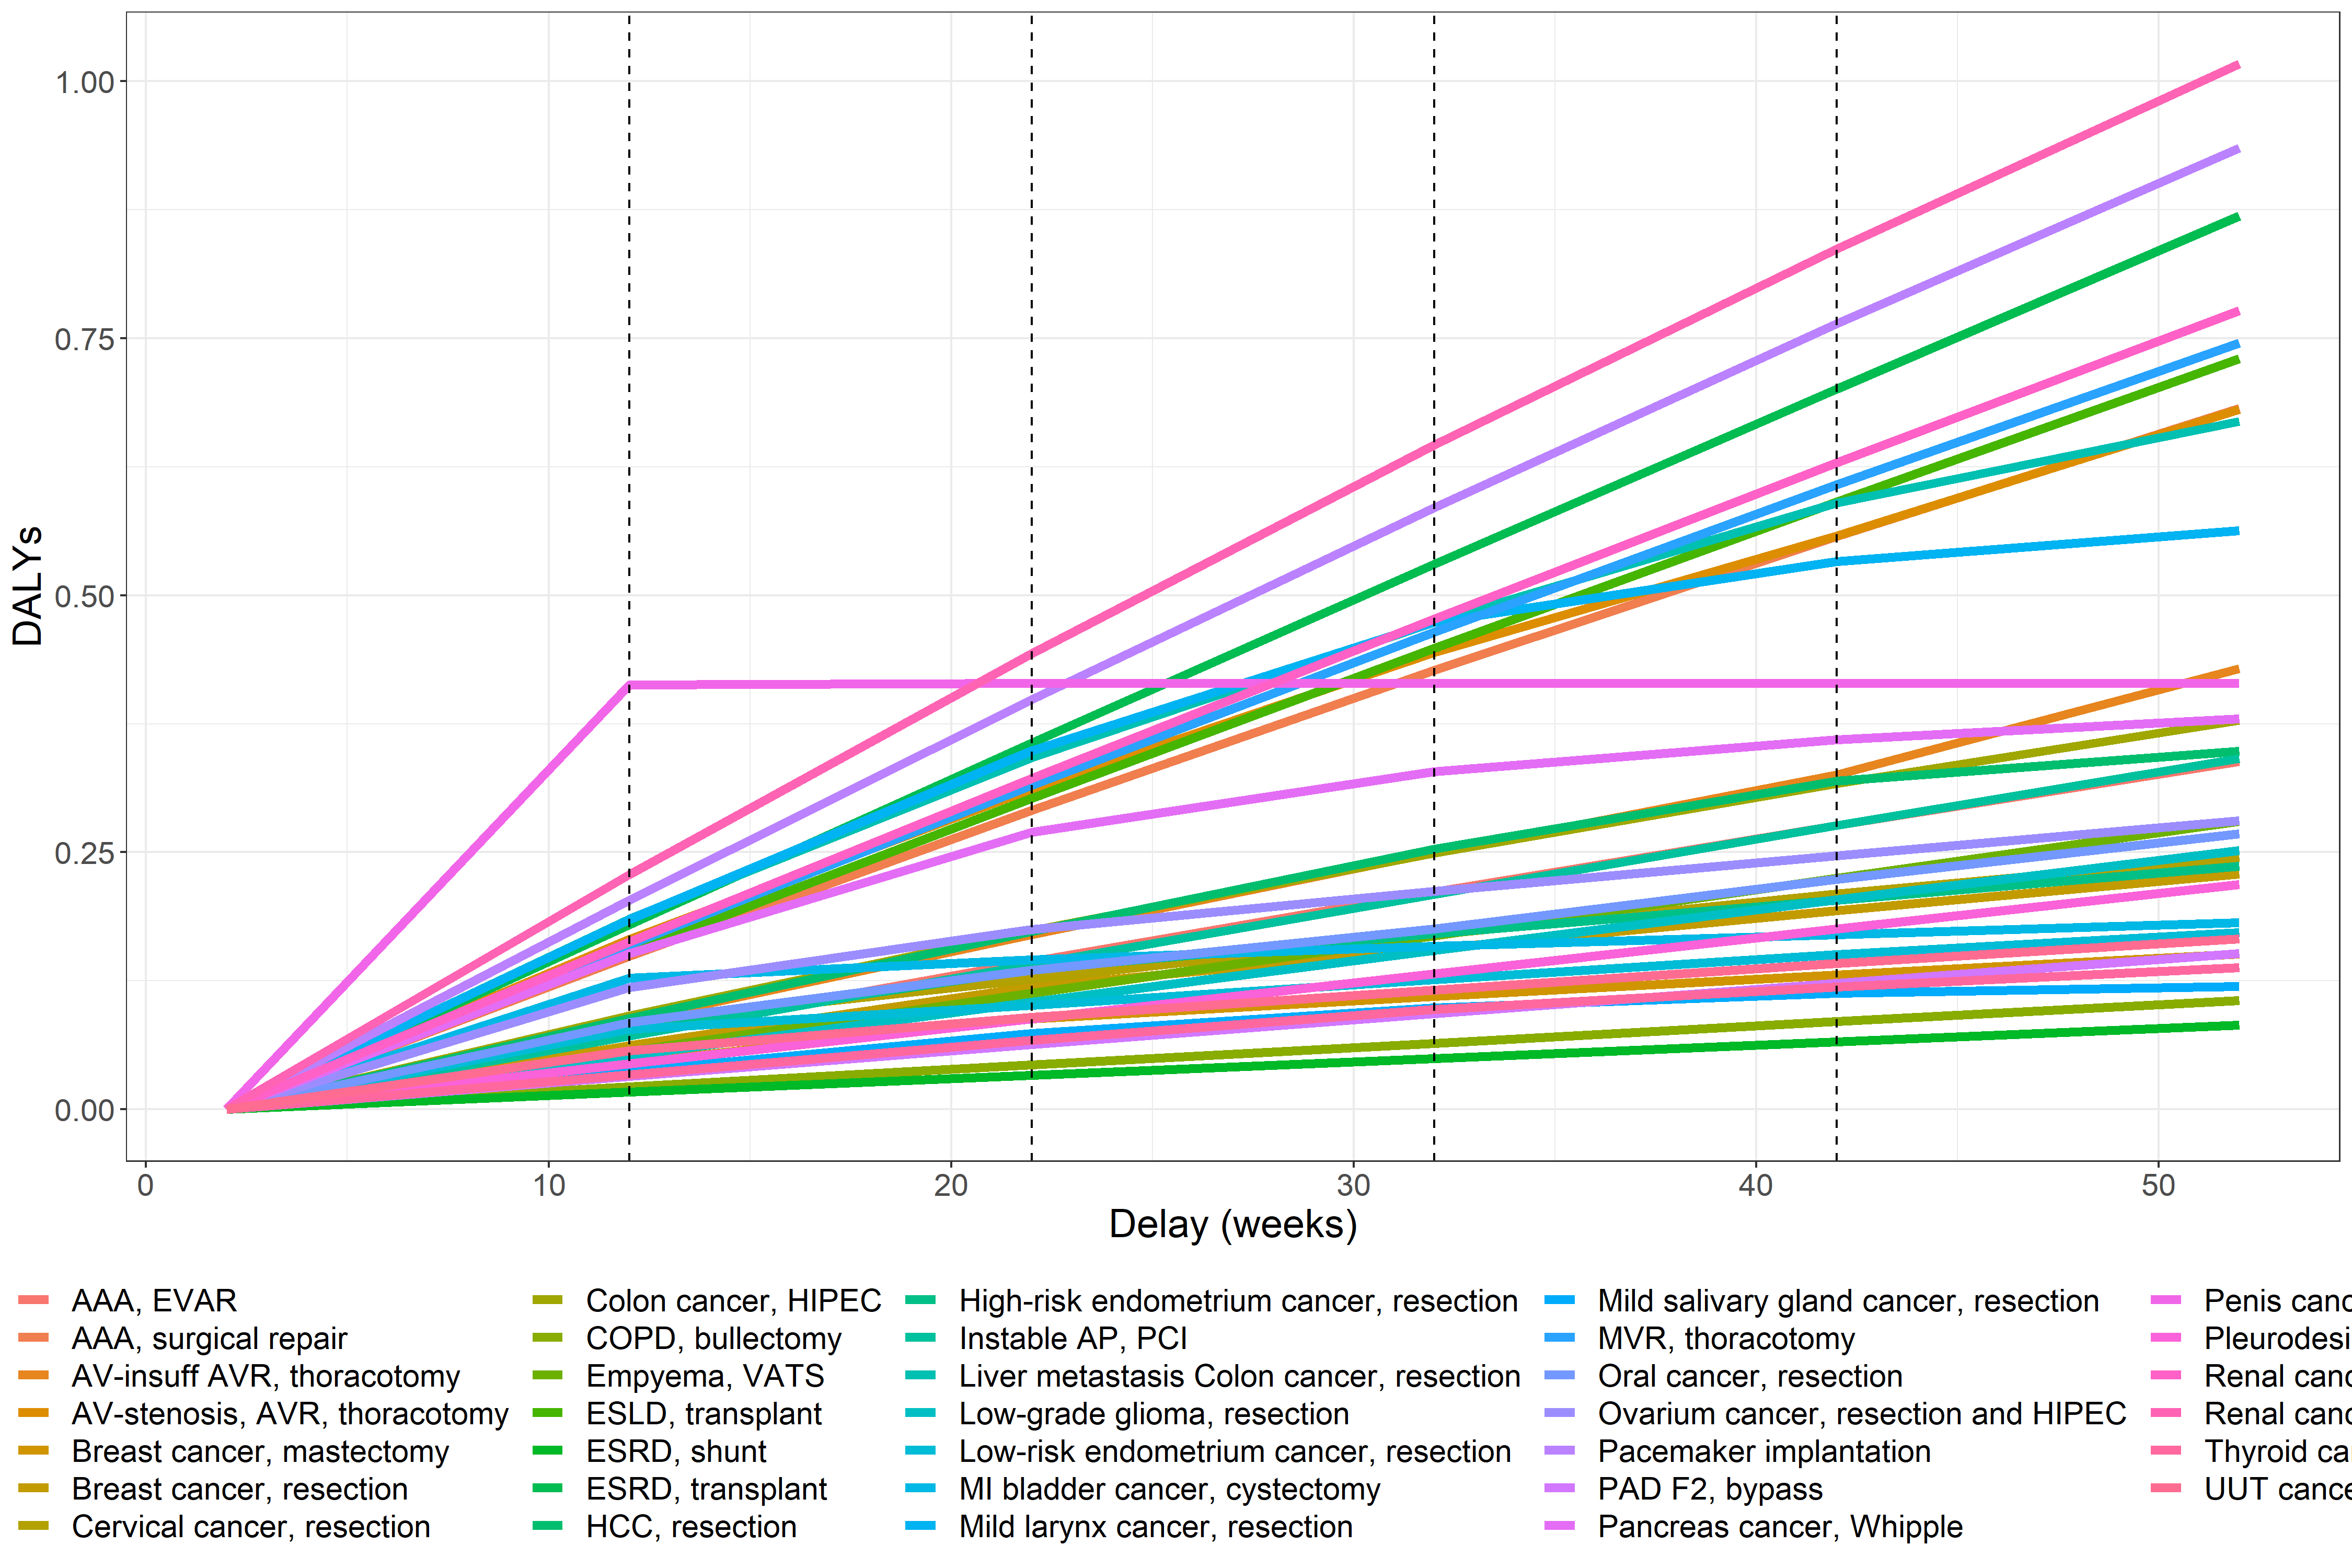 1.00
0.75
0.50
0.25
0.00
DALYs
0 10 20 30 40 50
Delay (weeks)
AAA, EVAR
AAA, surgical repair
AV-insuff AVR, thoracotomy
AV-stenosis, AVR, thoracotomy
Breast cancer, mastectomy
Breast cancer, resection
Cervical cancer, resection
Colon cancer, HIPEC
COPD, bullectomy
Empyema, VATS
ESLD, transplant
ESRD, shunt
ESRD, transplant
HCC, resection
High-risk endometrium cancer, resection
Instable AP, PCI
Liver metastasis Colon cancer, resection
Low-grade glioma, resection
Low-risk endometrium cancer, resection
MI bladder cancer, cystectomy
Mild larynx cancer, resection
Mild salivary gland cancer, resection
MVR, thoracotomy
Oral cancer, resection
Ovarium cancer, resection and HIPEC
Pacemaker implantation
PAD F2, bypass
Pancreas cancer, Whipple
Penis
Renal
Renal
Thyroid
UUT